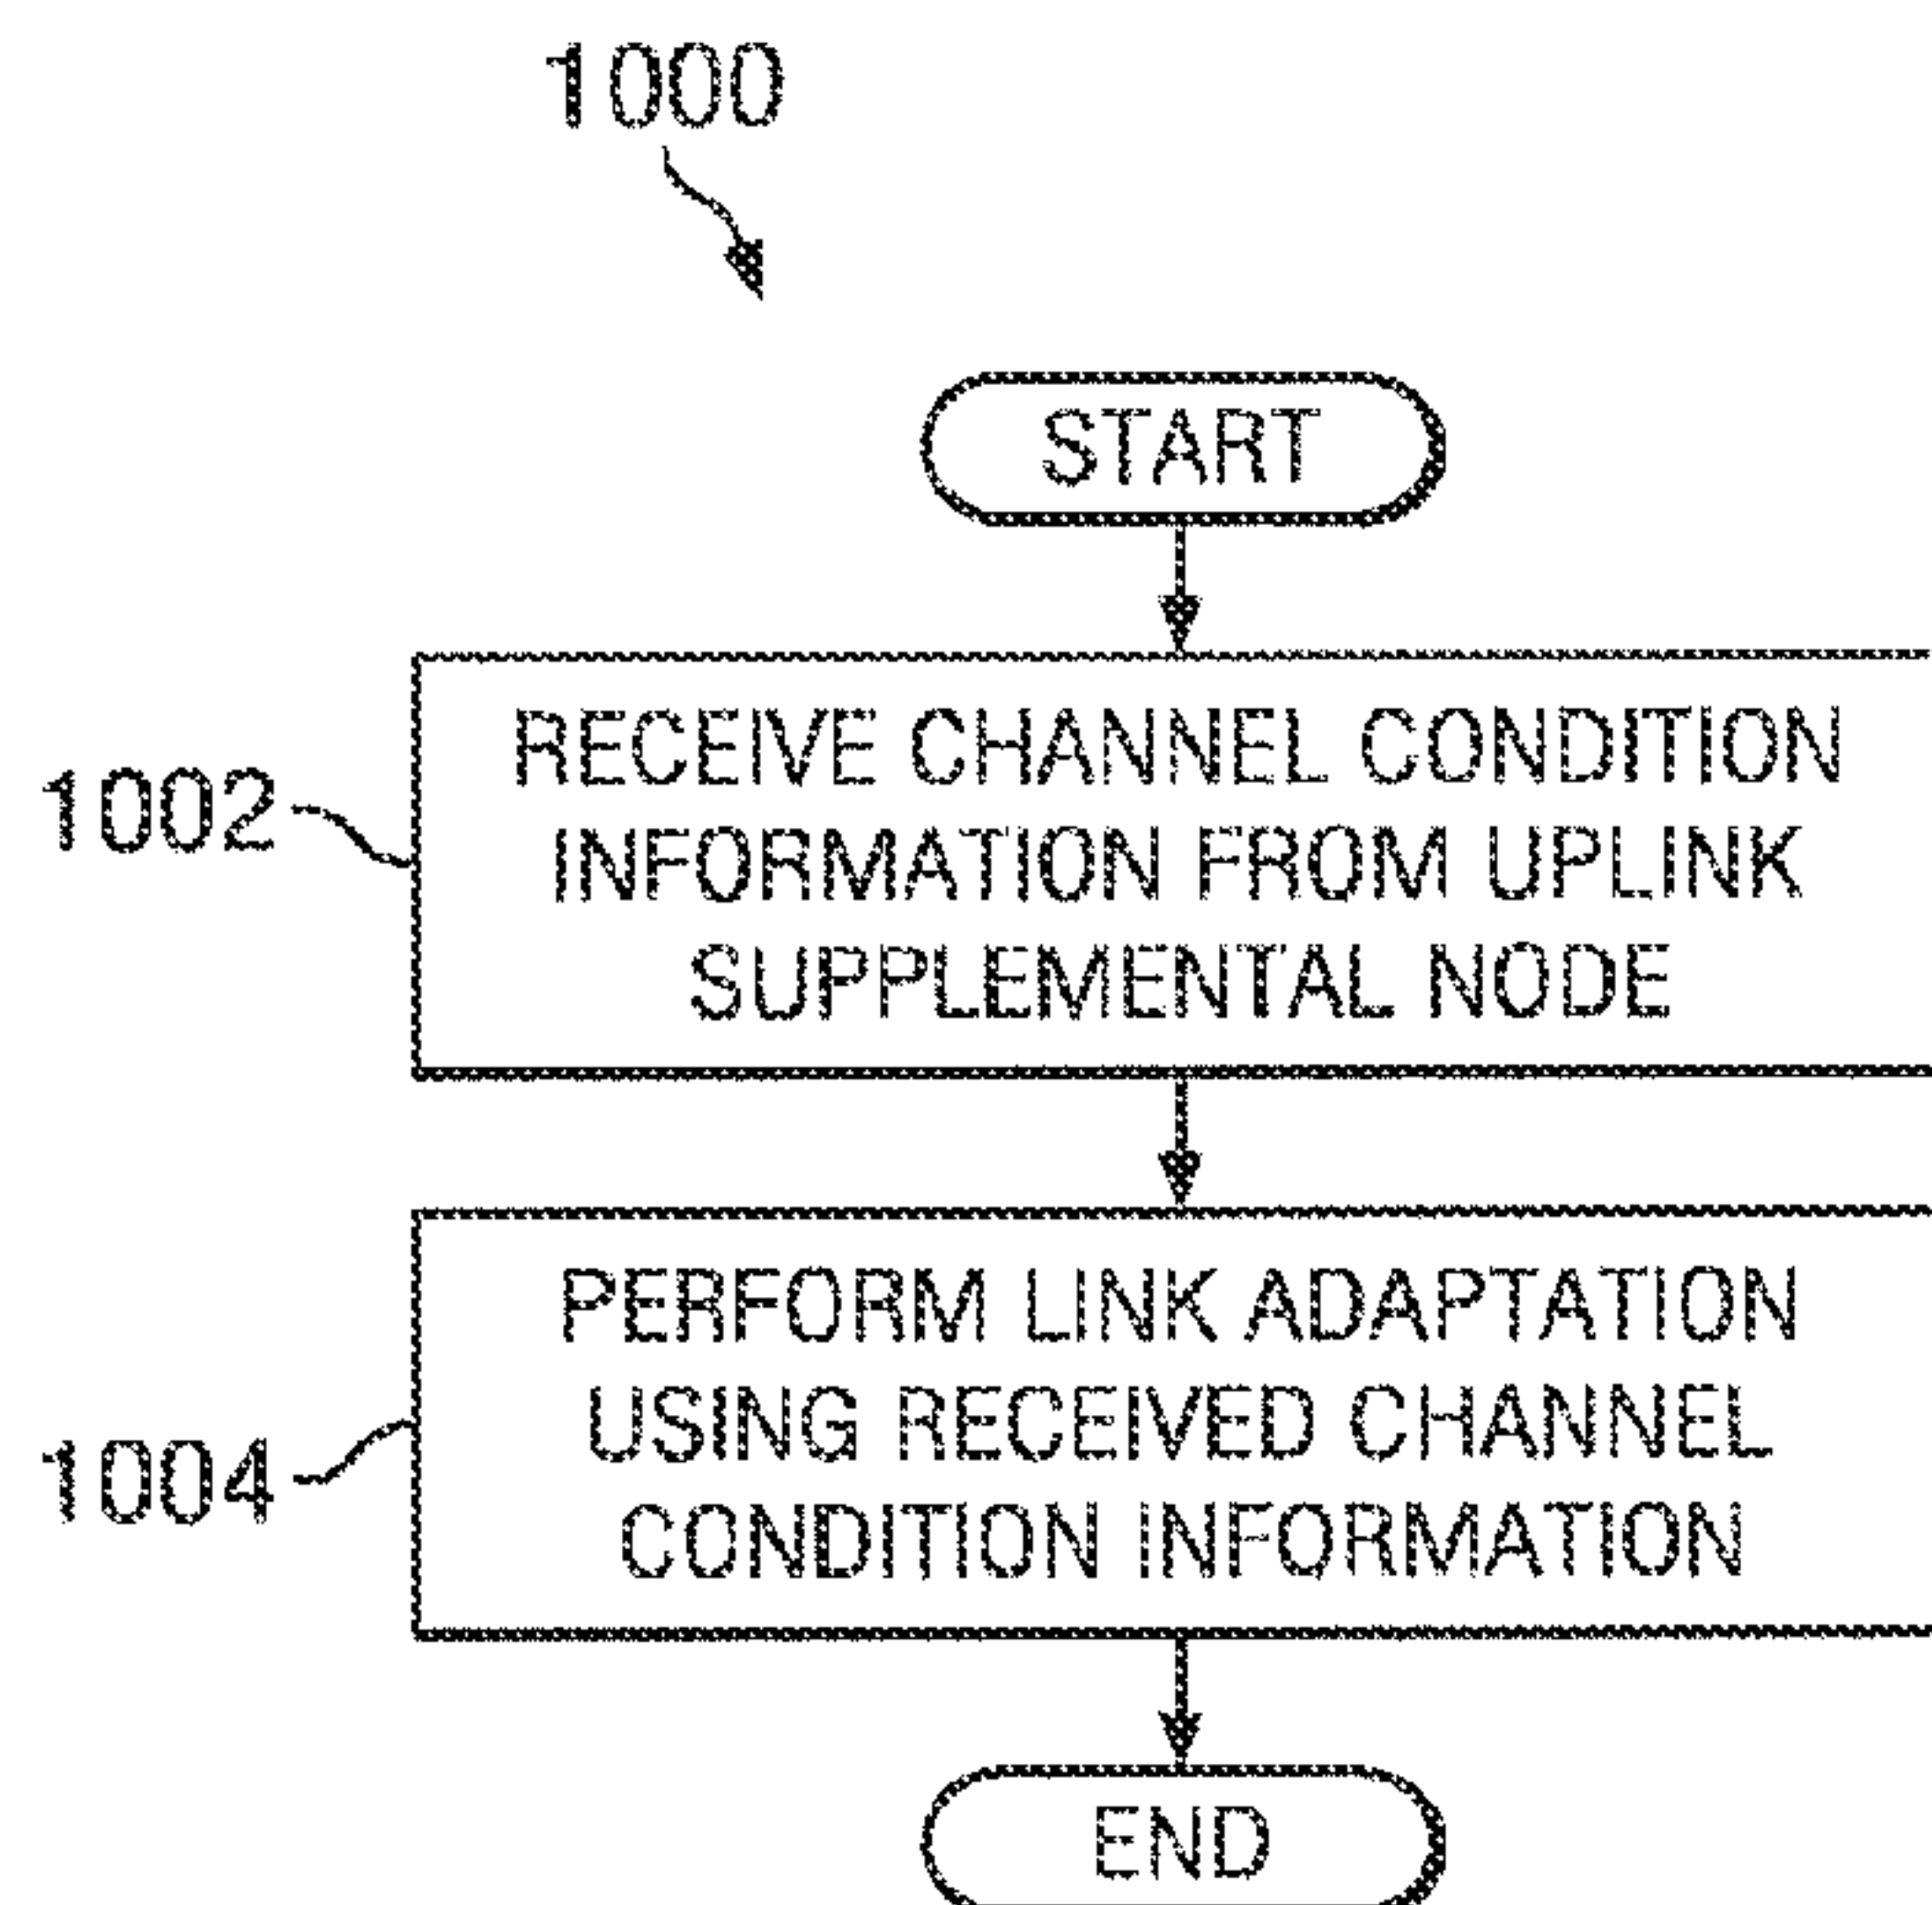 1000
START
1002
RECEIVE CHANNEL CONDITION
INFORMATION FROM UPLINK
SUPPLEMENTAL NODE
1004
PERFORM LINK ADAPTATION
USING RECEIVED CHANNEL
CONDITION INFORMATION
END